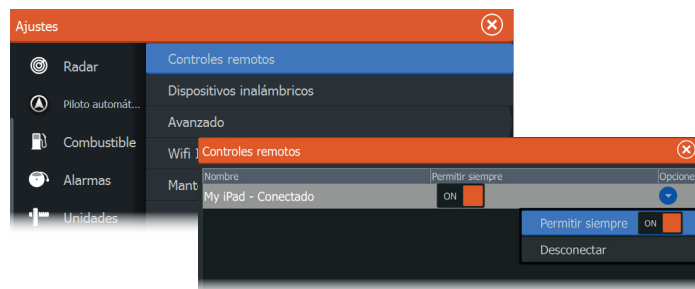 Ajustes
Radar
Piloto automát...
Combustible
Alarmas
Unidades
Controles remotos
Dispositivos inalámbricos
Avanzado
Wifi
Mant
Controles remotos
Nombre Permitir siempre Opcione
My iPad - Conectado ON
Permitir siempre ON
Desconectar